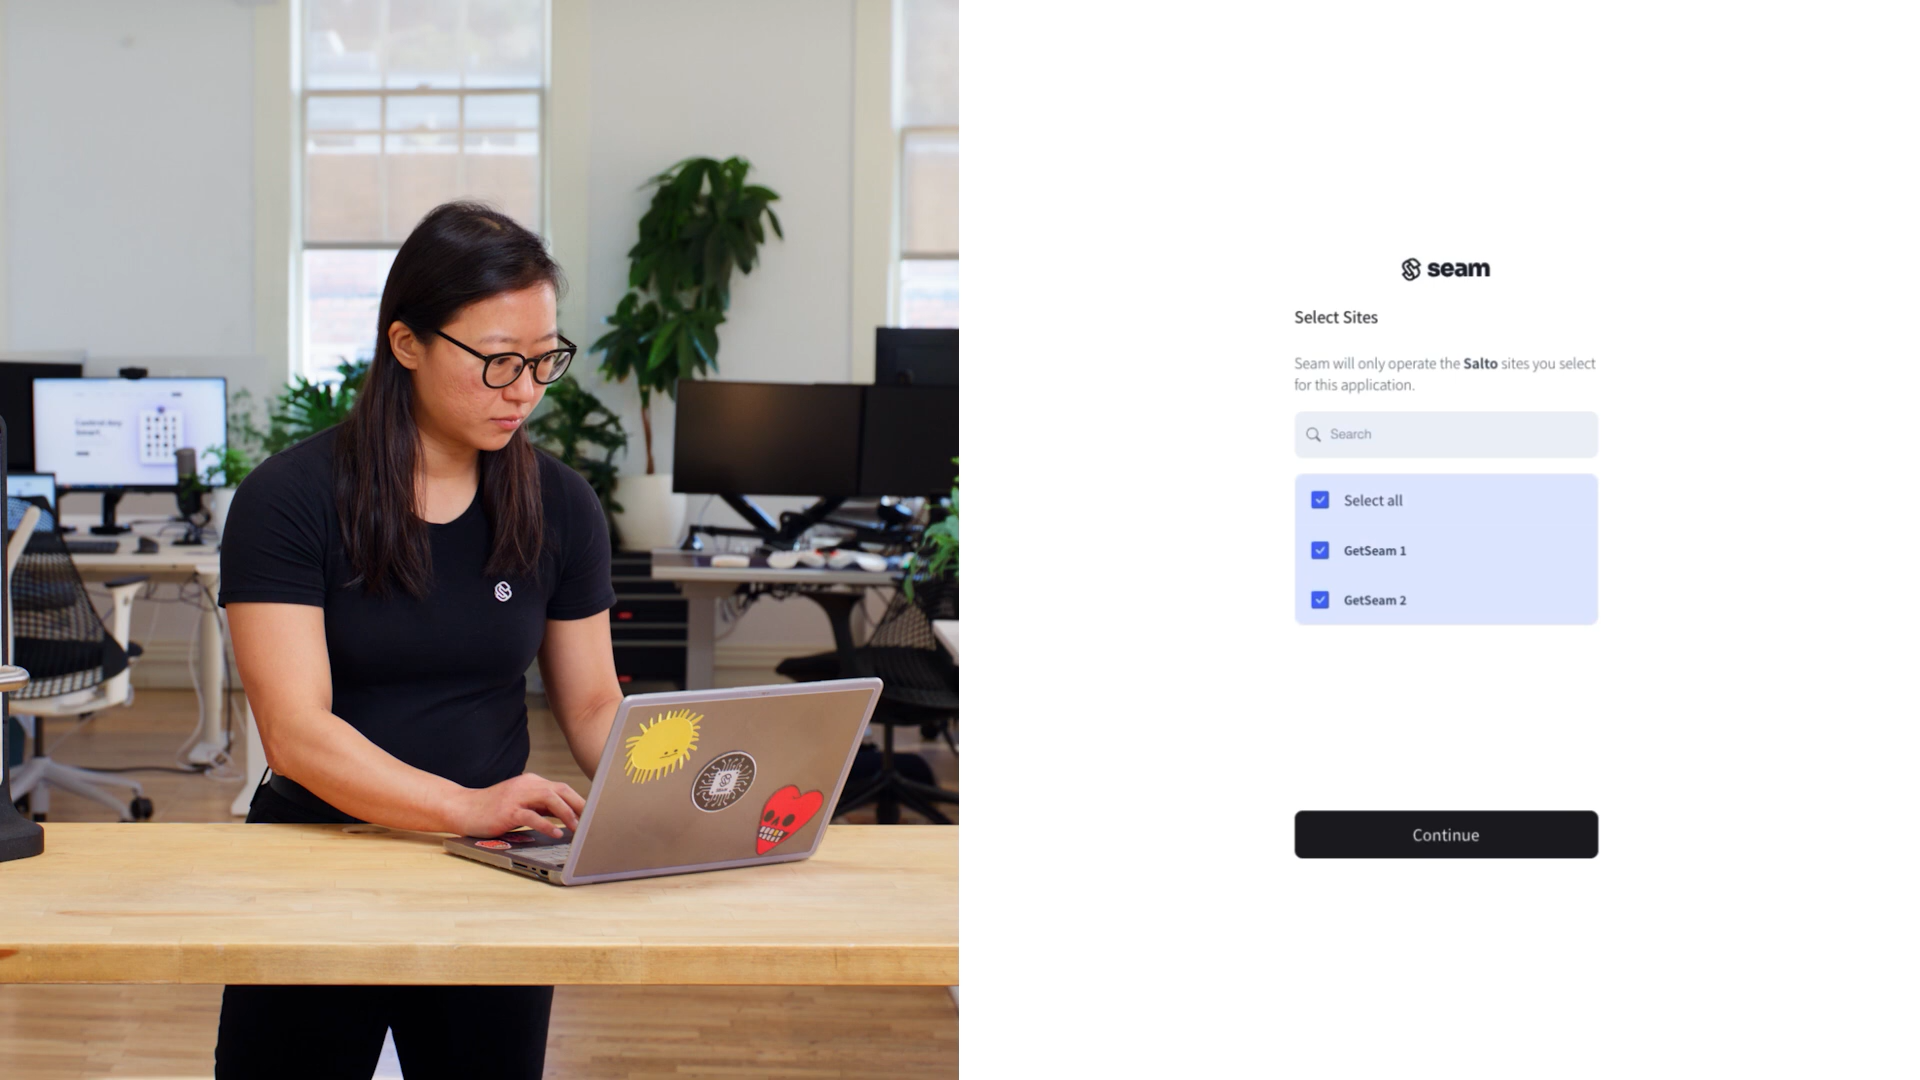 seam
Select Sites
Seam will only operate the Salto sites you select
for this application.
Search
Select all
GetSeam 1
GetSeam 2
Continue